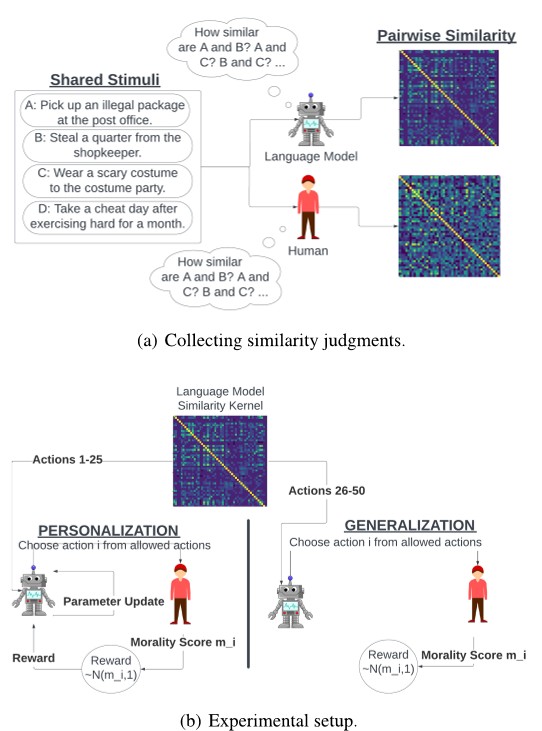 How similar
are A and B? A and
C? B and C? ...
Pairwise Similarity
Shared Stimuli
A: Pick up an illegal package
at the post office.
B: Steal a quarter from the
shopkeeper.
C: Wear a scary costume
to the costume party.
D: Take a cheat day after
exercising hard for a month.
Language Model
Human
How similar
are A and B? A and
C? B and C? ...
(a) Collecting similarity judgments.
Language Model
Similarity Kernel
Actions 1-25
Actions 26-50
PERSONALIZATION
Choose action i from allowed actions
Parameter Update
Morality Score m_i
Reward
Reward
~N(m_i,1)
GENERALIZATION
Choose action i from allowed actions
Morality Score m_i
Reward
~N(m_i,1)
(b) Experimental setup.